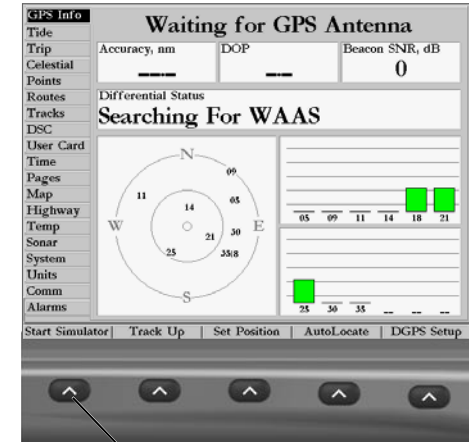 GPS Info
Tide
Trip
Celestial
Points
Routes
Tracks
DSC
User Card
Time
Pages
Map
Highway
Temp
Sonar
System
Units
Comm
Alarms
Waiting for GPS Antenna
Accuracy, nm
--.-
DOP
--.-
Beacon SNR, dB
0
Differential Status
Searching For WAAS
N
09
11
14
03
W
E
21
30
25
S
05 09 11 14 18 21
25 30 35 -- -- --
Start Simulator| Track Up | Set Position | AutoLocate | DGPS Setup